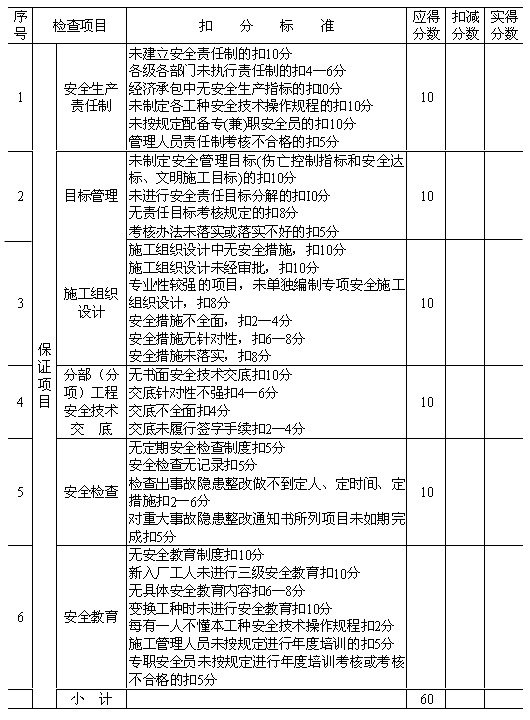 序号 检查项目 扣 分 标 准 应得分数 扣减分数 实得分数
保证项目
1 安全生产责任制 10
未建立安全责任制的扣10分
各级各部门未执行责任制的扣4—6分
经济承包中无安全生产指标的扣I0分
未制定各工种安全技术操作规程的扣10分
未按规定配备专(兼)职安全员的扣10分
管理人员责任制考核不合格的扣5分
2 目标管理 10
未制定安全管理目标(伤亡控制指标和安全达
标、文明施工目标)的扣10分
未进行安全责任目标分解的扣I0分
无责任目标考核规定的扣8分
考核办法未落实或落实不好的扣5分
3 施工组织设计 10
施工组织设计中无安全措施，扣10分
施工组织设计未经审批，扣10分
专业性较强的项目，未单独编制专项安全施工
组织设计，扣8分
安全措施不全面，扣2—4分
安全措施无针对性，扣6—8分
安全措施未落实，扣8分
4 分部（分项）工程安全技术交 底 10
无书面安全技术交底扣10分
交底针对性不强扣4—6分
交底不全面扣4分
交底未履行签字手续扣2—4分
5 安全检查 10
无定期安全检查制度扣5分
安全检查无记录扣5分
检查出事故隐患整改做不到定人、定时间、定
措施扣2—6分
对重大事故隐患整改通知书所列项目未如期完
成扣5分
6 安全教育 10
无安全教育制度扣10分
新入厂工人未进行三级安全教育扣10分
无具体安全教育内容扣6—8分
变换工种时未进行安全教育扣10分
每有一人不懂本工种安全技术操作规程扣2分
施工管理人员未按规定进行年度培训的扣5分
专职安全员未按规定进行年度培训考核或考核
不合格的扣5分
小 计 60